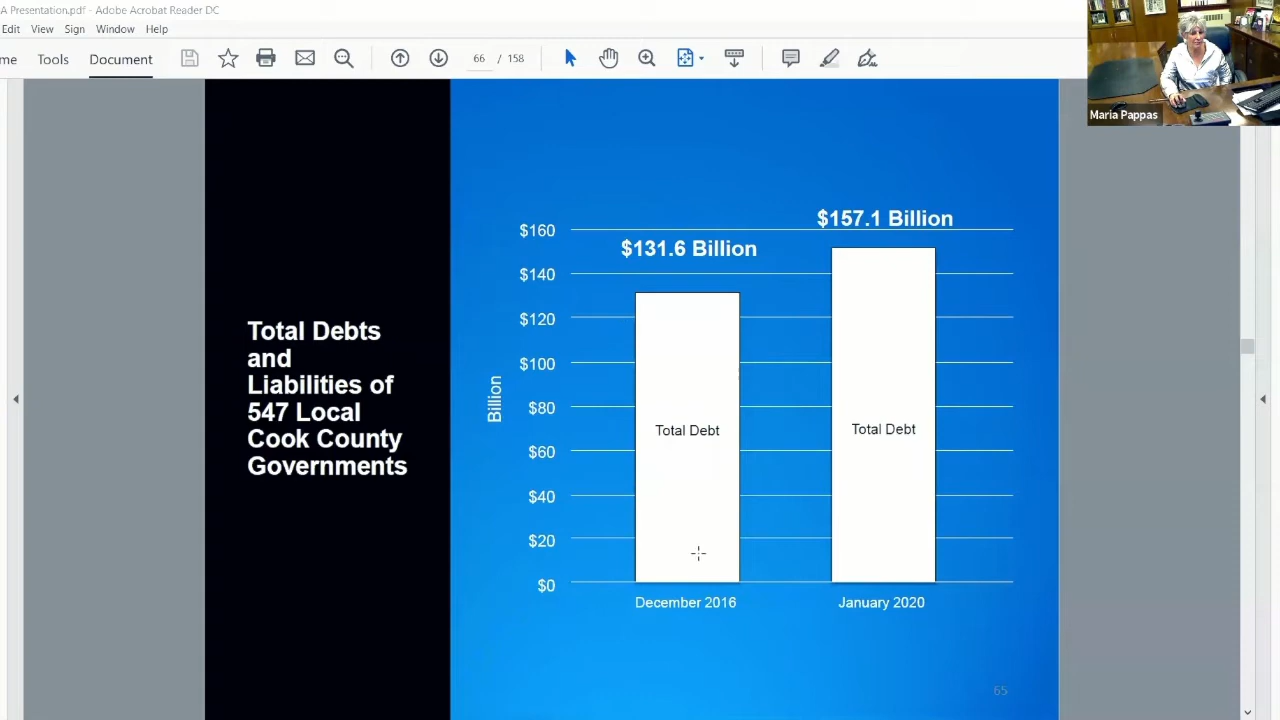 A Presentation.pdf - Adobe Acrobat Reader DC
Edit View Sign Window Help
me Tools Document 66 / 158
Maria Pappas
Total Debts
and
Liabilities of
547 Local
Cook County
Governments
$157.1 Billion
$131.6 Billion
$160
$140
$120
$100
$80
$60
$40
$20
$0
Billion
Total Debt
Total Debt
December 2016
January 2020
65